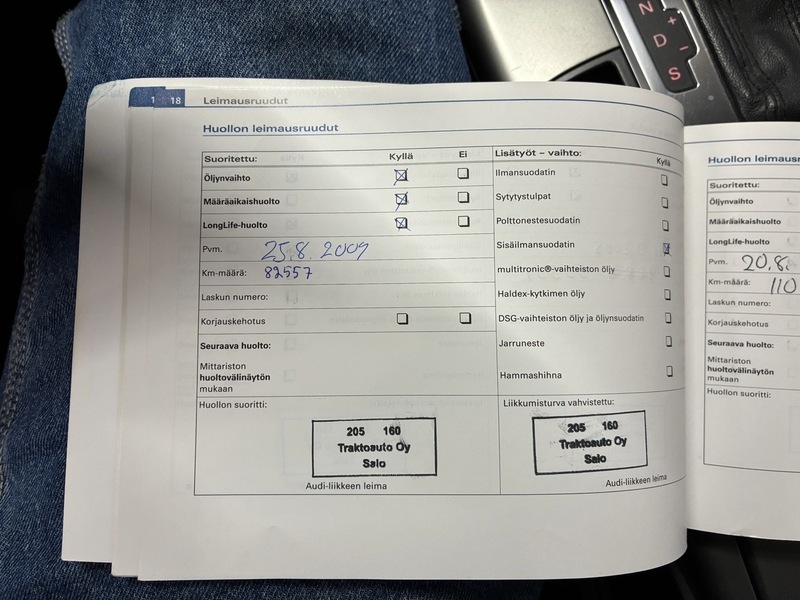 N
D
S
+
−
18 Leimausruudut
Huollon leimausruudut
Suoritettu: Kyllä Ei
Öljynvaihto
Määräaikaishuolto
LongLife-huolto
Pvm. 25.8.2009
Km-määrä: 82557
Laskun numero:
Korjauskehotus
Seuraava huolto:
Mittariston
huoltovälinäytön
mukaan
Huollon suoritti:
205 160
Traktoauto Oy
Salo
Audi-liikkeen leima
Lisätyöt – vaihto: Kyllä
Ilmansuodatin
Sytytystulpat
Polttonestesuodatin
Sisäilmansuodatin
multitronic®-vaihteiston öljy
Haldex-kytkimen öljy
DSG-vaihteiston öljy ja öljynsuodatin
Jarruneste
Hammashihna
Liikkumisturva vahvistettu:
205 160
Traktoauto Oy
Salo
Audi-liikkeen leima
Huollon leimausr
Suoritettu:
Öljynvaihto
Määräaikaishuolto
LongLife-huolto
Pvm. 20.8.
Km-määrä: 110
Laskun numero:
Korjauskehotus
Seuraava huolto:
Mittariston
huoltovälinäytön
mukaan
Huollon suoritti: